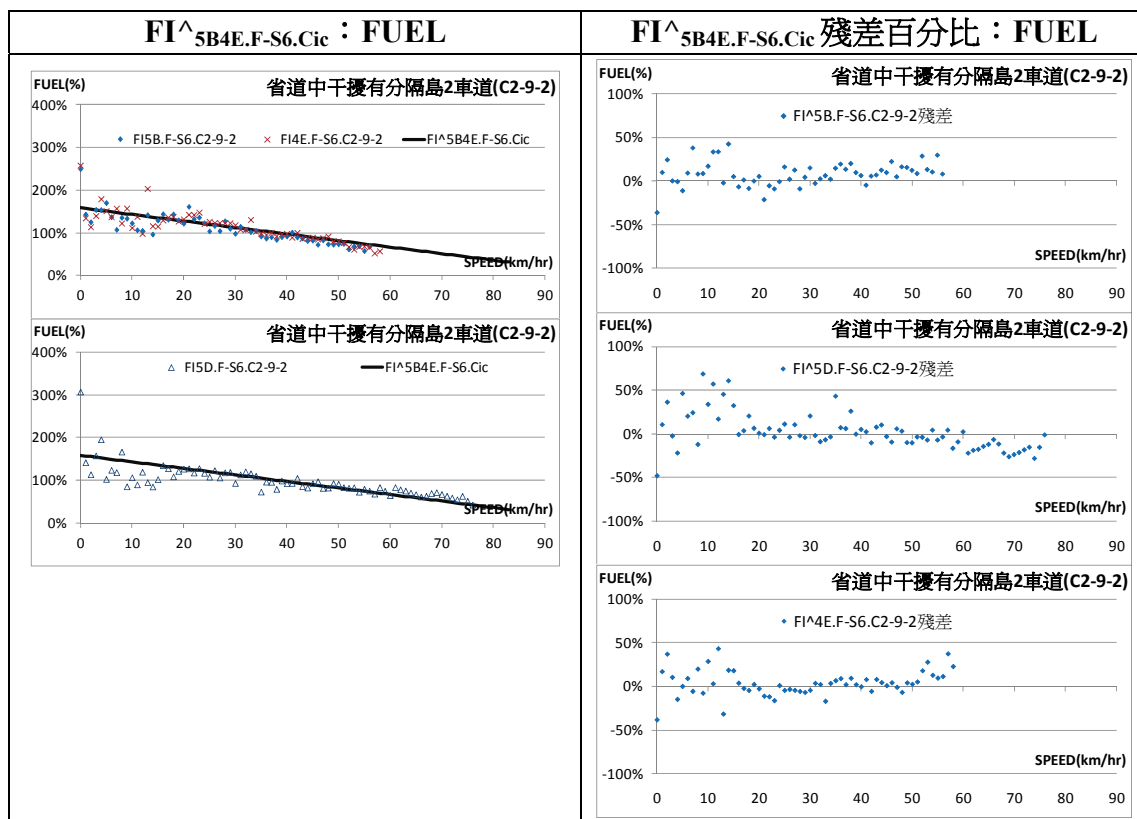 FI^5B4E.F-S6.Cic：FUEL
FI^5B4E.F-S6.Cic 殘差百分比：FUEL
FUEL(%)
省道中干擾有分隔島2車道(C2-9-2)
400%
FI5B.F-S6.C2-9-2
FI4E.F-S6.C2-9-2
FI^5B4E.F-S6.Cic
300%
200%
100%
0%
SPEED(km/hr)
0 10 20 30 40 50 60 70 80 90
FUEL(%)
省道中干擾有分隔島2車道(C2-9-2)
400%
FI5D.F-S6.C2-9-2
FI^5B4E.F-S6.Cic
300%
200%
100%
0%
SPEED(km/hr)
0 10 20 30 40 50 60 70 80 90
FUEL(%)
省道中干擾有分隔島2車道(C2-9-2)
100%
FI^5B.F-S6.C2-9-2殘差
50%
0%
-50%
SPEED(km/hr)
-100%
0 10 20 30 40 50 60 70 80 90
FUEL(%)
省道中干擾有分隔島2車道(C2-9-2)
100%
FI^5D.F-S6.C2-9-2殘差
50%
0%
-50%
SPEED(km/hr)
-100%
0 10 20 30 40 50 60 70 80 90
FUEL(%)
省道中干擾有分隔島2車道(C2-9-2)
100%
FI^4E.F-S6.C2-9-2殘差
50%
0%
-50%
SPEED(km/hr)
-100%
0 10 20 30 40 50 60 70 80 90